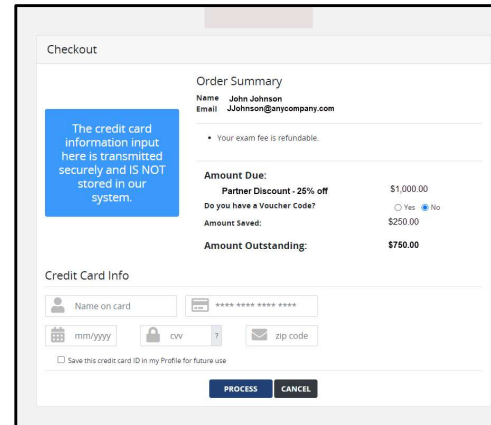 Checkout
Order Summary
Name John Johnson
Email JJohnson@anycompany.com
The credit card
information input
here is transmitted
securely and IS NOT
stored in our
system.
• Your exam fee is refundable.
Amount Due:
Partner Discount - 25% off $1,000.00
Do you have a Voucher Code? Yes No
Amount Saved: $250.00
Amount Outstanding: $750.00
Credit Card Info
Name on card **** **** **** ****
mm/yyyy cvv ? zip code
Save this credit card ID in my Profile for future use
PROCESS CANCEL